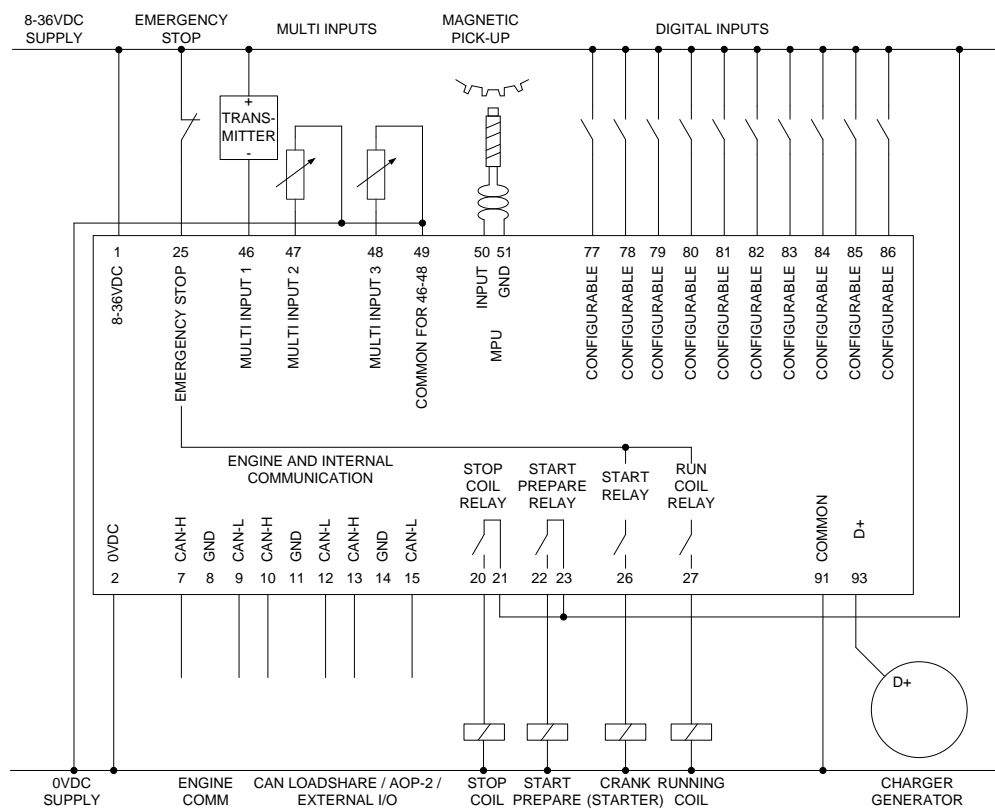 8-36VDC
SUPPLY
EMERGENCY
STOP
MULTI INPUTS
MAGNETIC
PICK-UP
DIGITAL INPUTS
+
TRANS-
MITTER
-
1
25
46
47
48
49
50
51
77
78
79
80
81
82
83
84
85
86
8-36VDC
EMERGENCY STOP
MULTI INPUT 1
MULTI INPUT 2
MULTI INPUT 3
COMMON FOR 46-48
INPUT
GND
MPU
CONFIGURABLE
CONFIGURABLE
CONFIGURABLE
CONFIGURABLE
CONFIGURABLE
CONFIGURABLE
CONFIGURABLE
CONFIGURABLE
CONFIGURABLE
CONFIGURABLE
ENGINE AND INTERNAL
COMMUNICATION
STOP
COIL
RELAY
START
PREPARE
RELAY
START
RELAY
RUN
COIL
RELAY
0VDC
CAN-H
GND
CAN-L
CAN-H
GND
CAN-L
CAN-H
GND
CAN-L
COMMON
D+
2
7
8
9
10
11
12
13
14
15
20
21
22
23
26
27
91
93
D+
0VDC
SUPPLY
ENGINE
COMM
CAN LOADSHARE / AOP-2 /
EXTERNAL I/O
STOP
COIL
START
PREPARE
CRANK
(STARTER)
RUNNING
COIL
CHARGER
GENERATOR